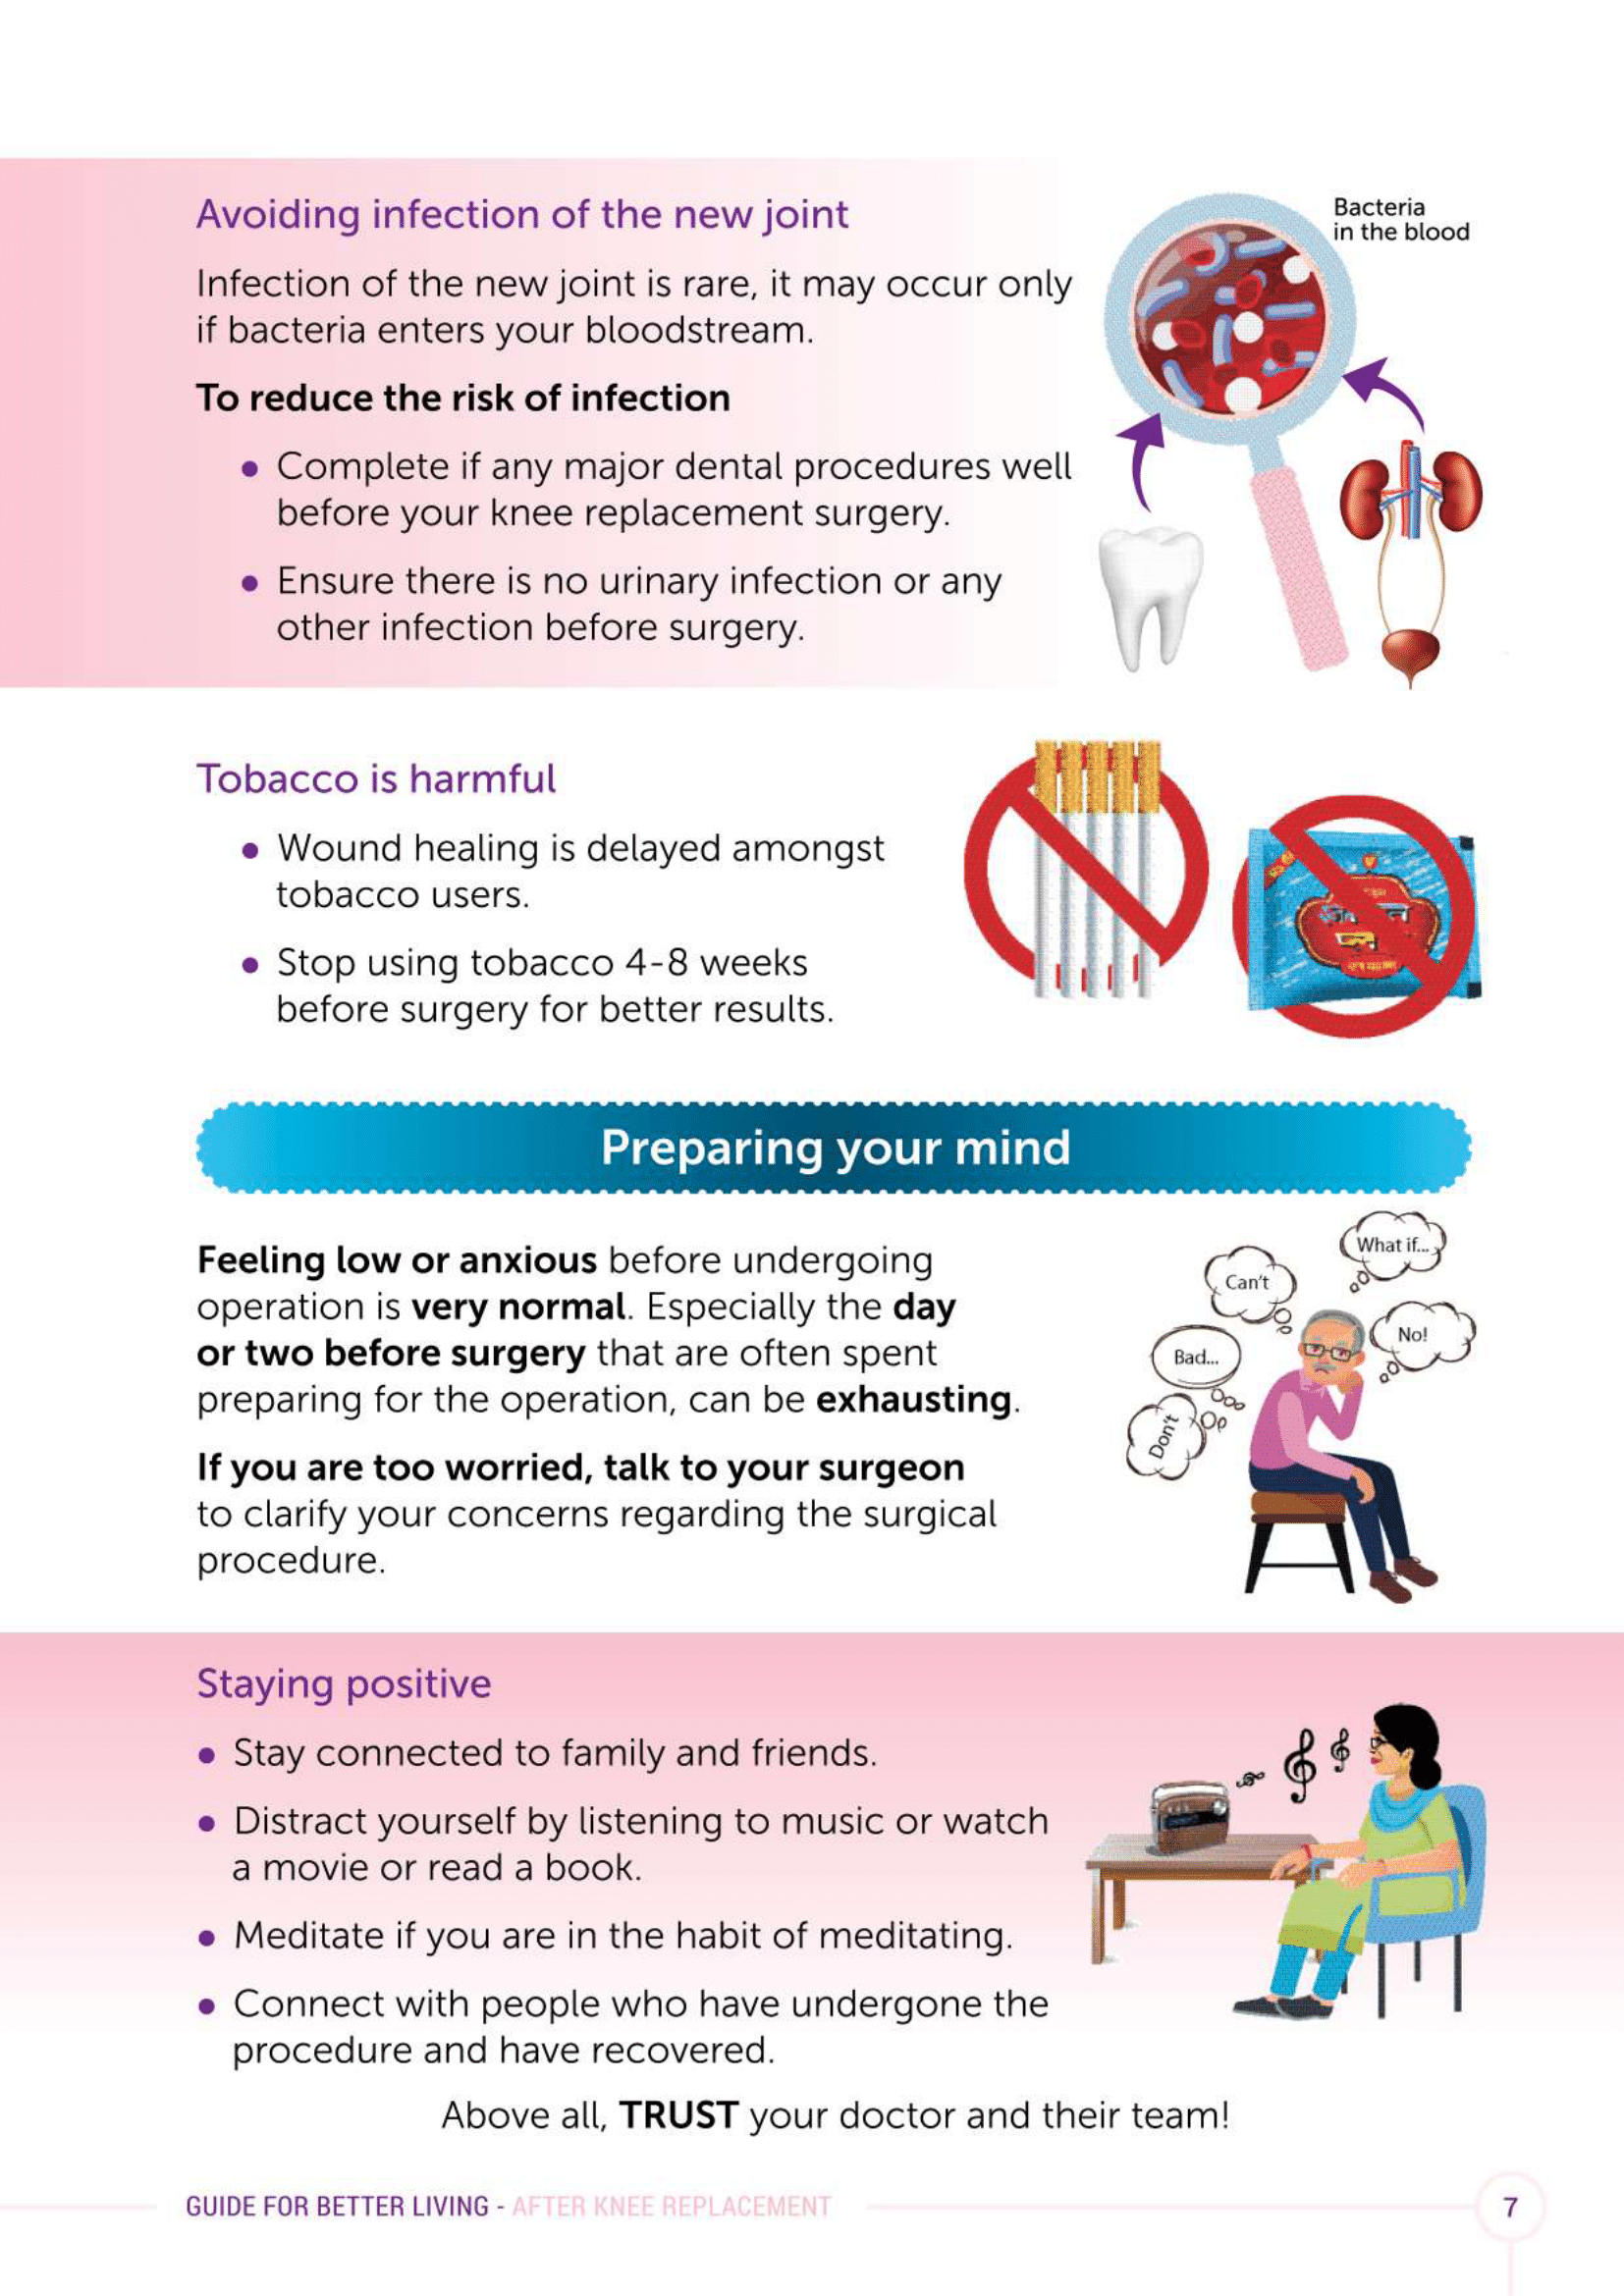 Avoiding infection of the new joint
Bacteria
in the blood
Infection of the new joint is rare, it may occur only
if bacteria enters your bloodstream.
To reduce the risk of infection
• Complete if any major dental procedures well
before your knee replacement surgery.
• Ensure there is no urinary infection or any
other infection before surgery.
Tobacco is harmful
• Wound healing is delayed amongst
tobacco users.
• Stop using tobacco 4-8 weeks
before surgery for better results.
Preparing your mind
Feeling low or anxious before undergoing
operation is very normal. Especially the day
or two before surgery that are often spent
preparing for the operation, can be exhausting.
If you are too worried, talk to your surgeon
to clarify your concerns regarding the surgical
procedure.
What if...
Can't
No!
Bad...
Don't
Staying positive
• Stay connected to family and friends.
• Distract yourself by listening to music or watch
a movie or read a book.
• Meditate if you are in the habit of meditating.
• Connect with people who have undergone the
procedure and have recovered.
Above all, TRUST your doctor and their team!
GUIDE FOR BETTER LIVING - AFTER KNEE REPLACEMENT
7